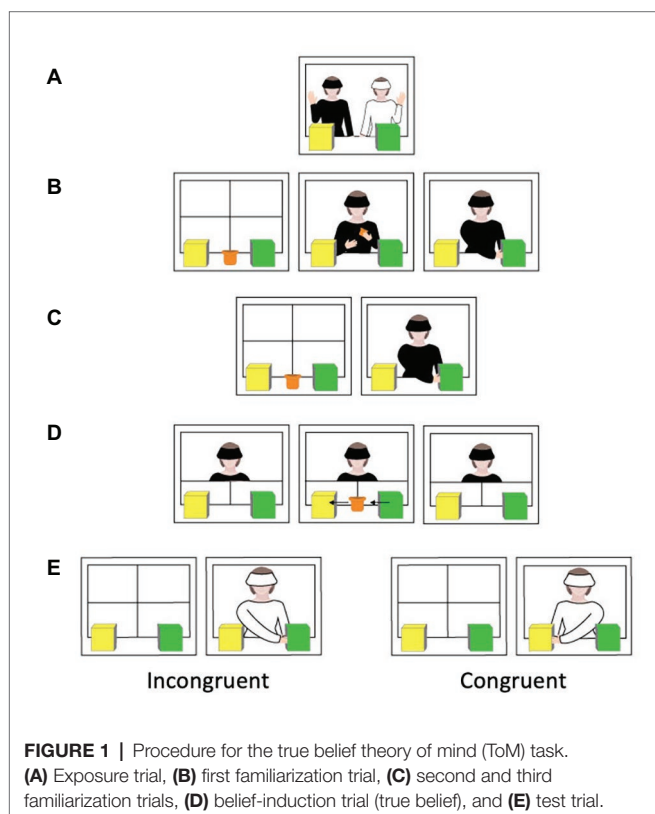 A
B
C
D
E
Incongruent Congruent
FIGURE 1 | Procedure for the true belief theory of mind (ToM) task.
(A) Exposure trial, (B) first familiarization trial, (C) second and third
familiarization trials, (D) belief-induction trial (true belief), and (E) test trial.